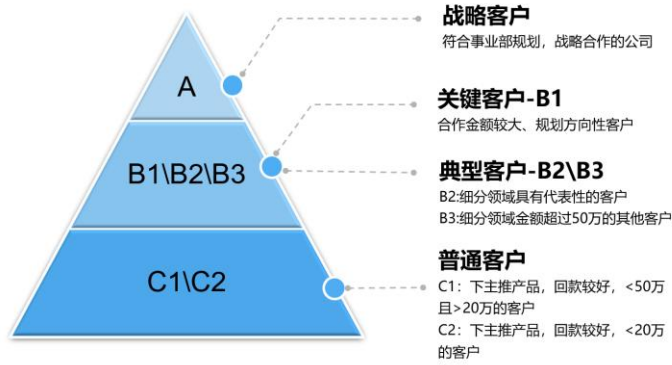 战略客户
符合事业部规划，战略合作的公司
A
关键客户-B1
合作金额较大、规划方向性客户
B1\B2\B3
典型客户-B2\B3
B2:细分领域具有代表性的客户
B3:细分领域金额超过50万的其他客户
普通客户
C1\C2
C1：下主推产品，回款较好，<50万
且>20万的客户
C2：下主推产品，回款较好，<20万
的客户